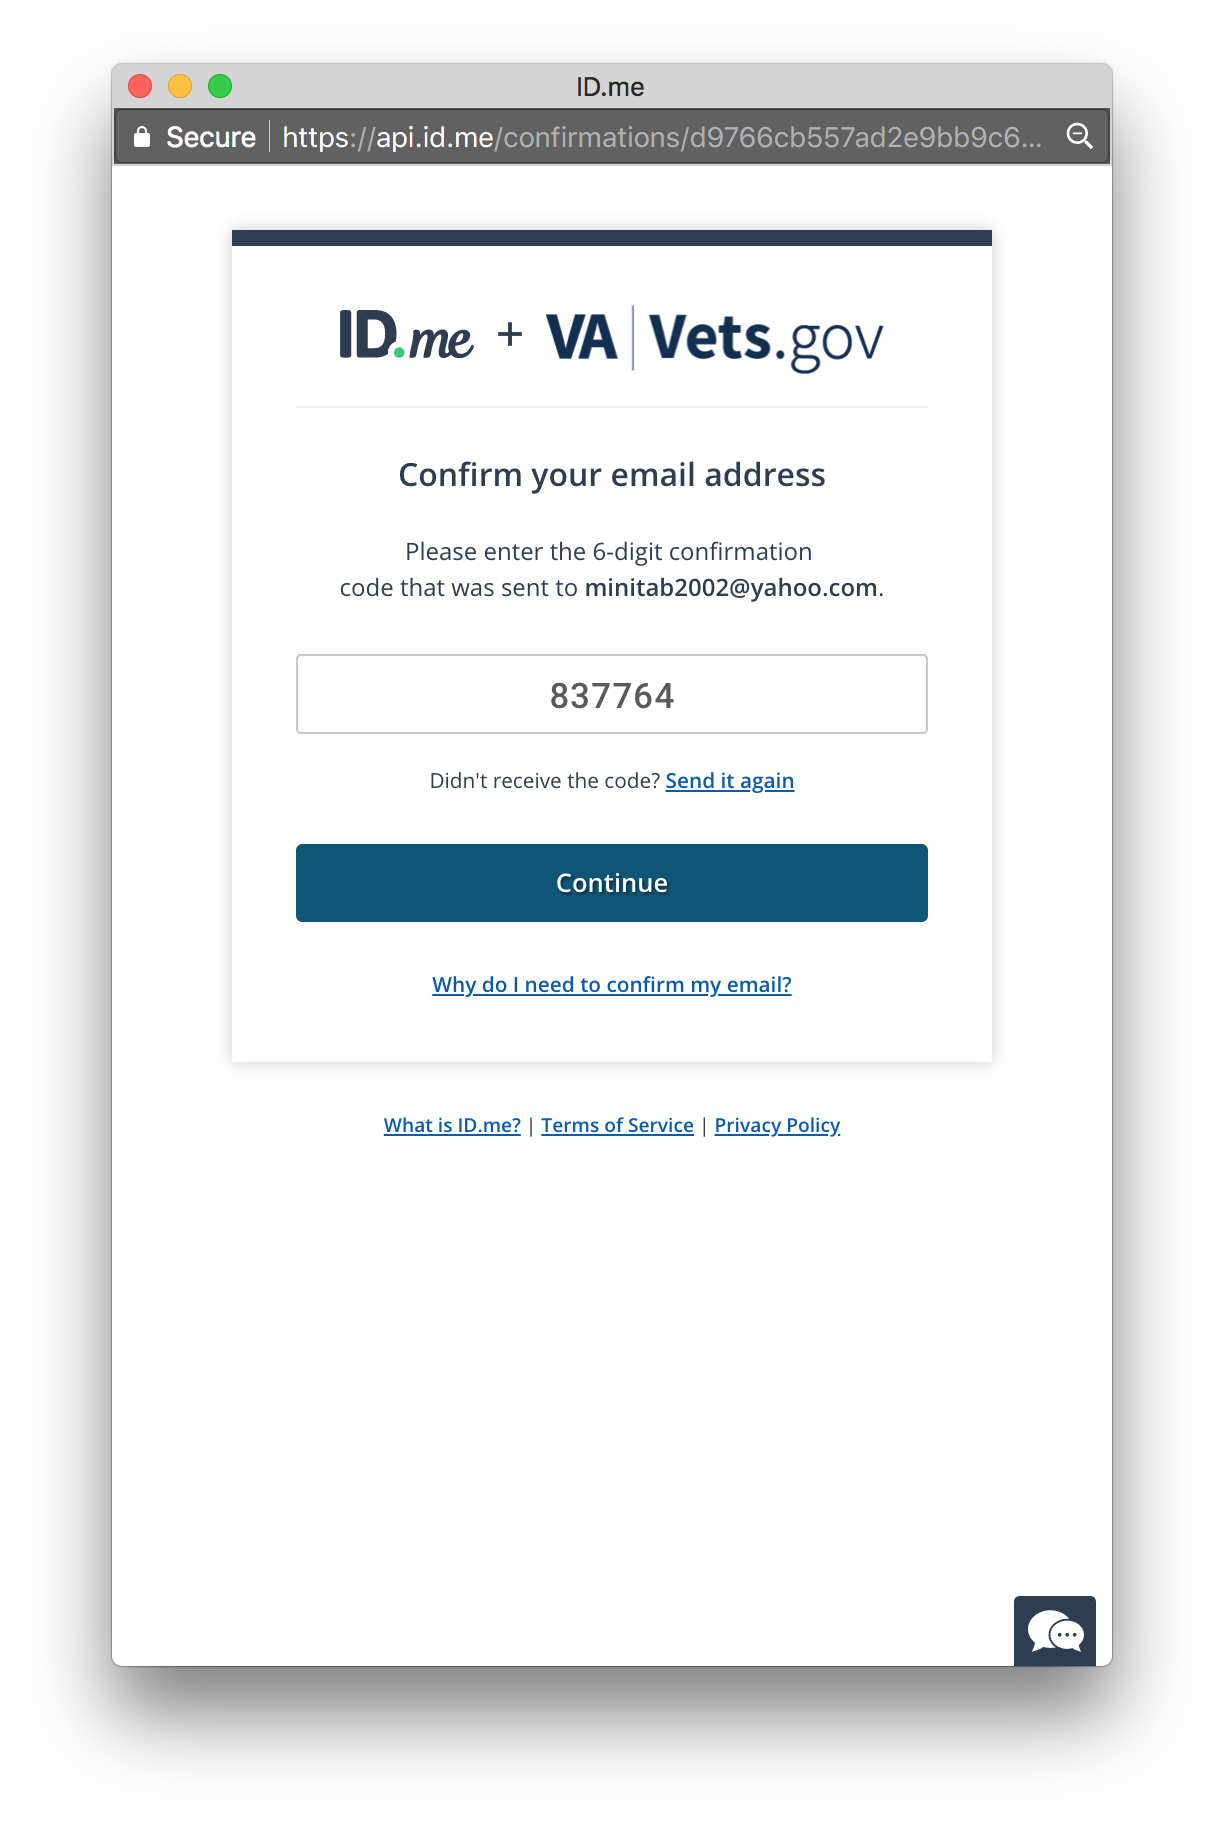 ID.me
Secure https://api.id.me/confirmations/d9766cb557ad2e9bb9c6...
ID.me + VA Vets.gov
Confirm your email address
Please enter the 6-digit confirmation
code that was sent to minitab2002@yahoo.com.
837764
Didn't receive the code? Send it again
Continue
Why do I need to confirm my email?
What is ID.me? | Terms of Service | Privacy Policy